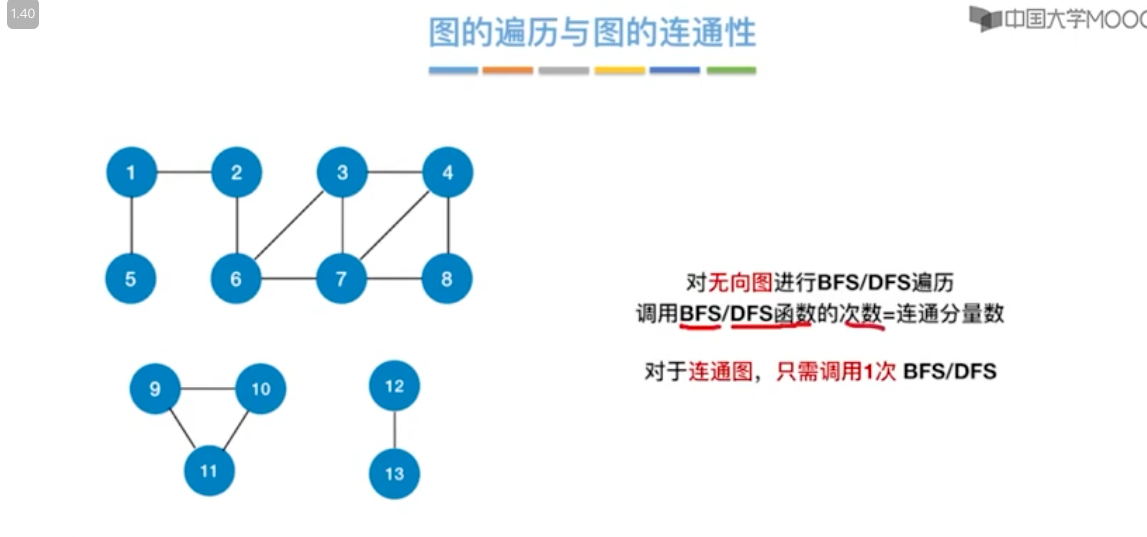 1.40
图的遍历与图的连通性
中国大学MOOC
1
2
3
4
5
6
7
8
对无向图进行BFS/DFS遍历
调用BFS/DFS函数的次数=连通分量数
对于连通图，只需调用1次 BFS/DFS
9
10
12
11
13